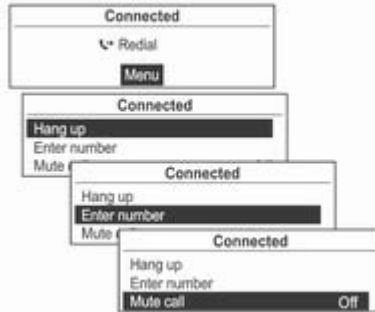 Connected
Redial
Menu
Connected
Hang up
Enter number
Mute
Connected
Hang up
Enter number
Mute
Connected
Hang up
Enter number
Mute call Off